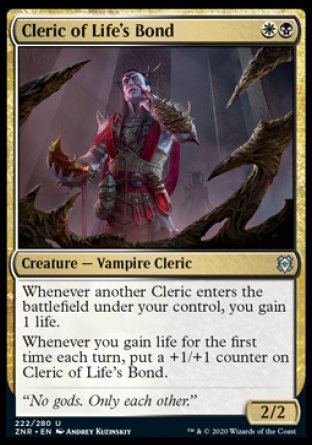 Cleric of Life's Bond
Creature — Vampire Cleric
Whenever another Cleric enters the
battlefield under your control, you gain
1 life.
Whenever you gain life for the
first time each turn, put a +1/+1 counter on
Cleric of Life's Bond.
"No gods. Only each other."
2/2
222/280 U
ZNR • EN Andrey Kuzinskiy
™ & © 2020 Wizards of the Coast